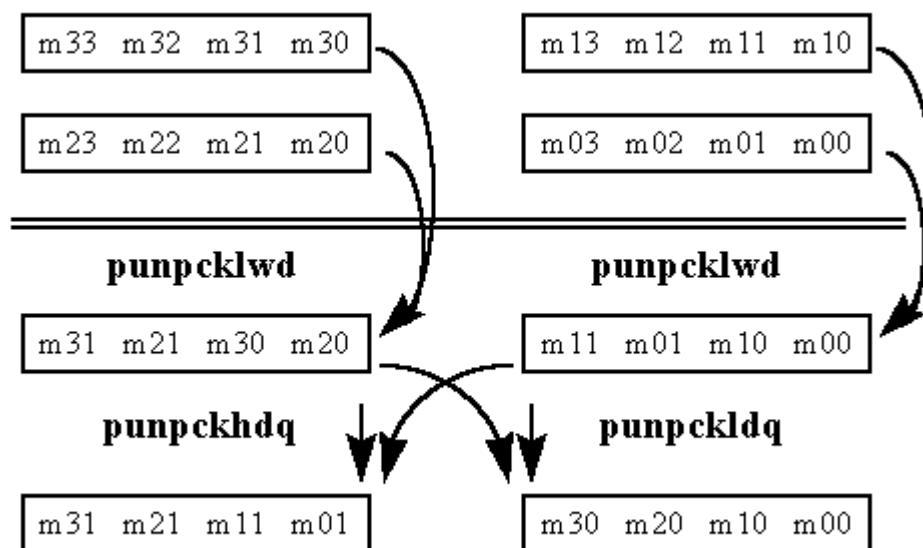 m33 m32 m31 m30
m13 m12 m11 m10
m23 m22 m21 m20
m03 m02 m01 m00
punpcklwd
punpcklwd
m31 m21 m30 m20
m11 m01 m10 m00
punpckhdq
punpckldq
m31 m21 m11 m01
m30 m20 m10 m00